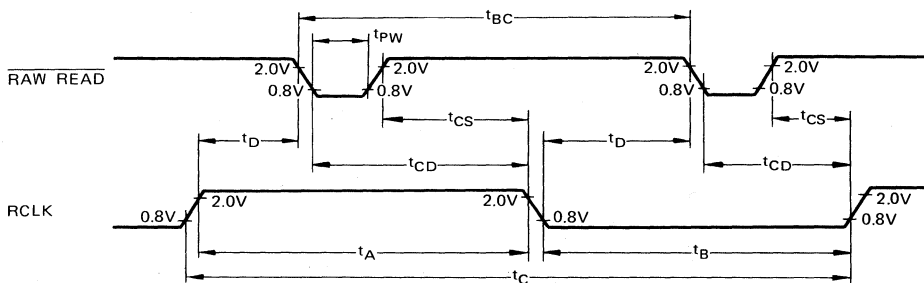 tBC
tPW
RAW READ
2.0V
0.8V
0.8V
2.0V
2.0V
0.8V
0.8V
2.0V
tCS
tCS
tD
tD
tCD
tCD
RCLK
0.8V
2.0V
2.0V
0.8V
2.0V
0.8V
tA
tB
tC